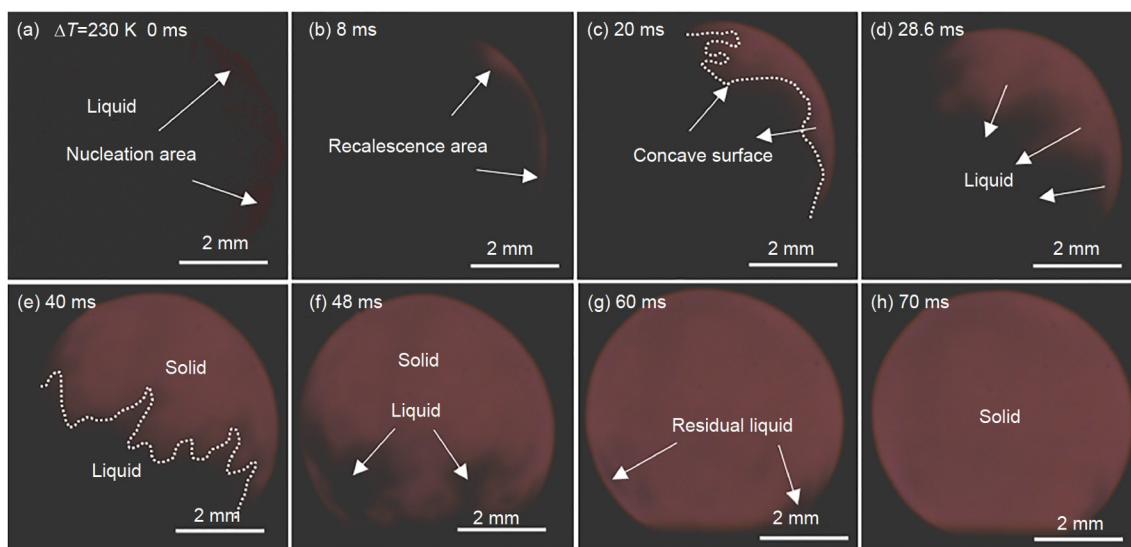 (a) ΔT=230 K 0 ms
Liquid
Nucleation area
2 mm
(b) 8 ms
Recalescence area
2 mm
(c) 20 ms
Concave surface
2 mm
(d) 28.6 ms
Liquid
2 mm
(e) 40 ms
Solid
Liquid
2 mm
(f) 48 ms
Solid
Liquid
2 mm
(g) 60 ms
Residual liquid
2 mm
(h) 70 ms
Solid
2 mm